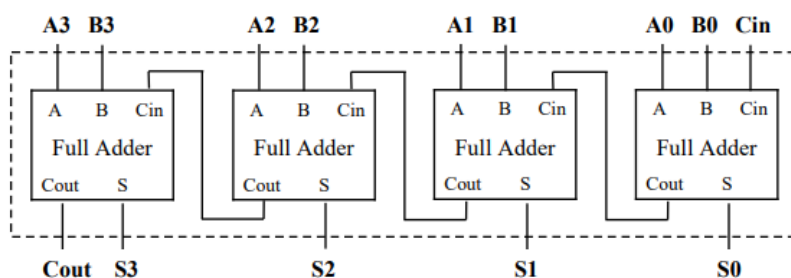 A3 B3 A2 B2 A1 B1 A0 B0 Cin
A B Cin A B Cin A B Cin A B Cin
Full Adder Full Adder Full Adder Full Adder
Cout S Cout S Cout S Cout S
Cout S3 S2 S1 S0